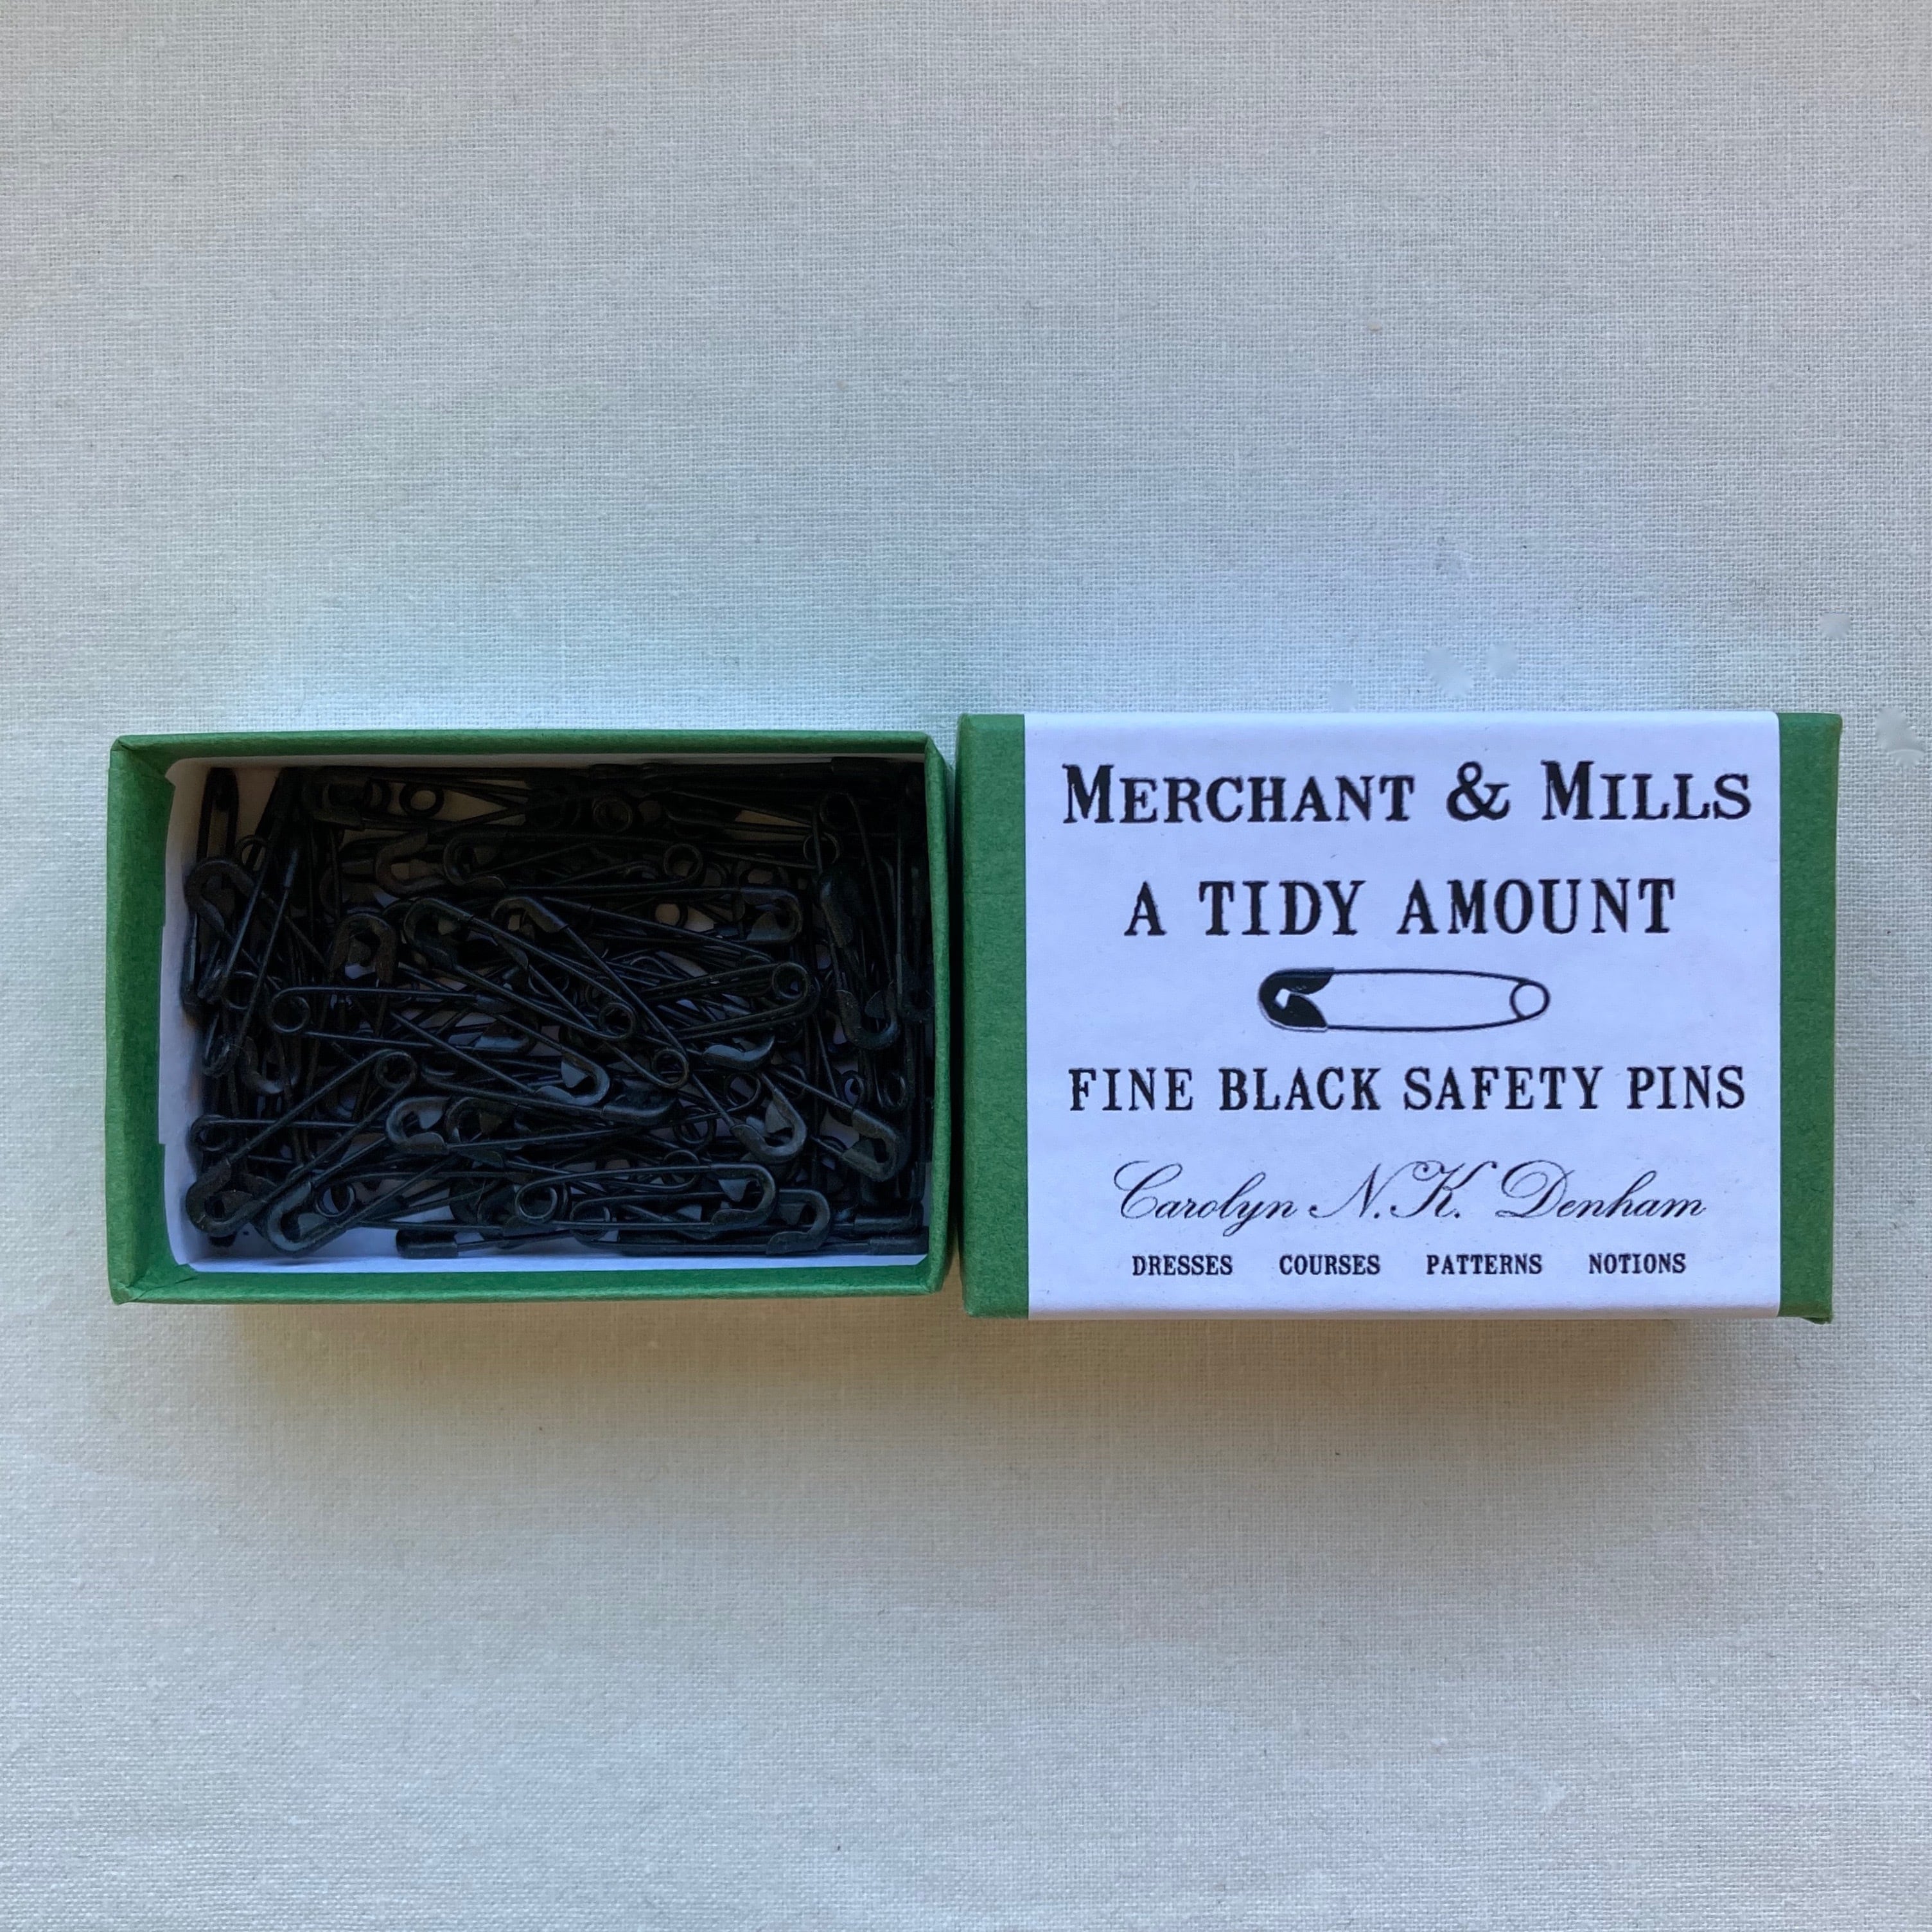 MERCHANT & MILLS
A TIDY AMOUNT
FINE BLACK SAFETY PINS
Carolyn N.K. Denham
DRESSES COURSES PATTERNS NOTIONS